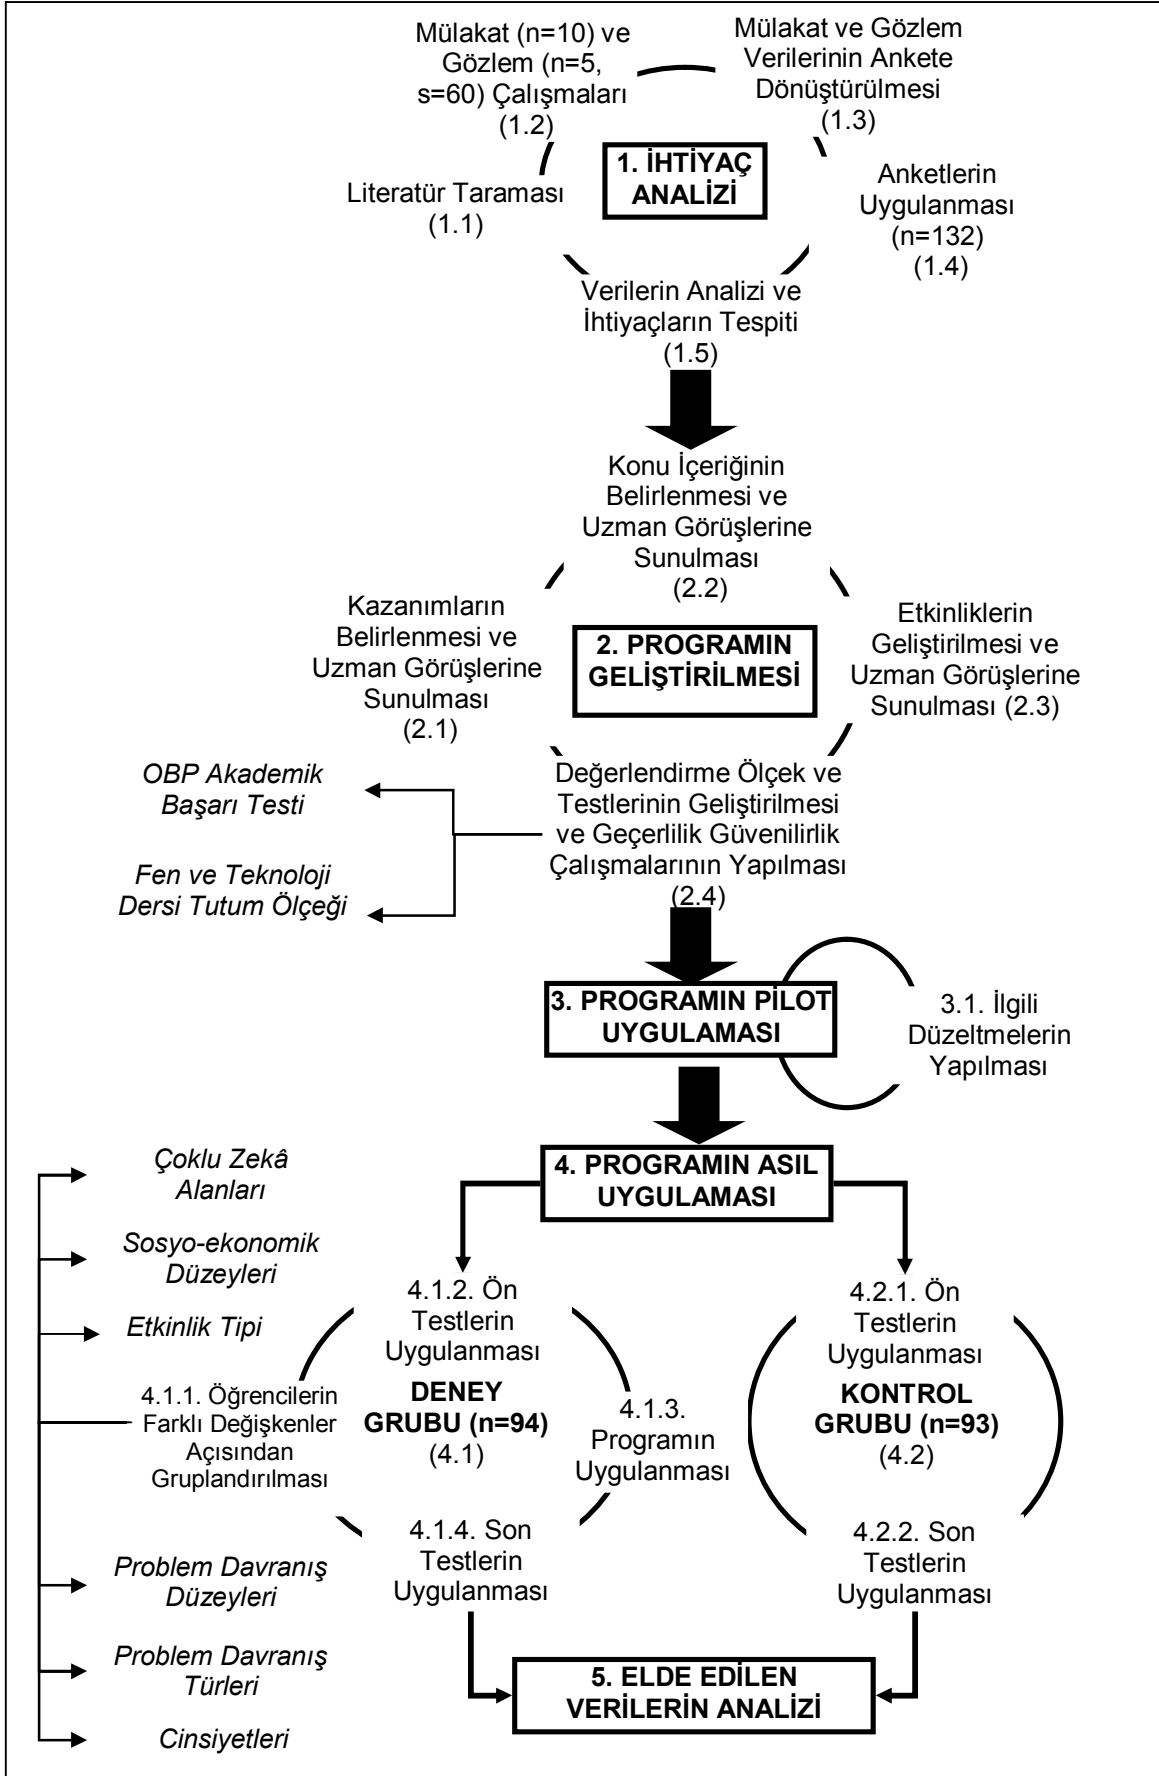 Mülakat (n=10) ve
Gözlem (n=5,
s=60) Çalışmaları
(1.2)
Mülakat ve Gözlem
Verilerinin Ankete
Dönüştürülmesi
(1.3)
1. İHTİYAÇ
ANALİZİ
Literatür Taraması
(1.1)
Anketlerin
Uygulanması
(n=132)
(1.4)
Verilerin Analizi ve
İhtiyaçların Tespiti
(1.5)
Konu İçeriğinin
Belirlenmesi ve
Uzman Görüşlerine
Sunulması
(2.2)
Kazanımların
Belirlenmesi ve
Uzman Görüşlerine
Sunulması
(2.1)
2. PROGRAMIN
GELİŞTİRİLMESİ
Etkinliklerin
Geliştirilmesi ve
Uzman Görüşlerine
Sunulması (2.3)
OBP Akademik
Başarı Testi
Fen ve Teknoloji
Dersi Tutum Ölçeği
Değerlendirme Ölçek ve
Testlerinin Geliştirilmesi
ve Geçerlilik Güvenilirlik
Çalışmalarının Yapılması
(2.4)
3. PROGRAMIN PİLOT
UYGULAMASI
3.1. İlgili
Düzeltmelerin
Yapılması
4. PROGRAMIN ASIL
UYGULAMASI
Çoklu Zekâ
Alanları
Sosyo-ekonomik
Düzeyleri
Etkinlik Tipi
4.1.1. Öğrencilerin
Farklı Değişkenler
Açısından
Gruplandırılması
Problem Davranış
Düzeyleri
Problem Davranış
Türleri
Cinsiyetleri
4.1.2. Ön
Testlerin
Uygulanması
DENEY
GRUBU (n=94)
(4.1)
4.1.3.
Programın
Uygulanması
4.1.4. Son
Testlerin
Uygulanması
4.2.1. Ön
Testlerin
Uygulanması
KONTROL
GRUBU (n=93)
(4.2)
4.2.2. Son
Testlerin
Uygulanması
5. ELDE EDİLEN
VERİLERİN ANALİZİ